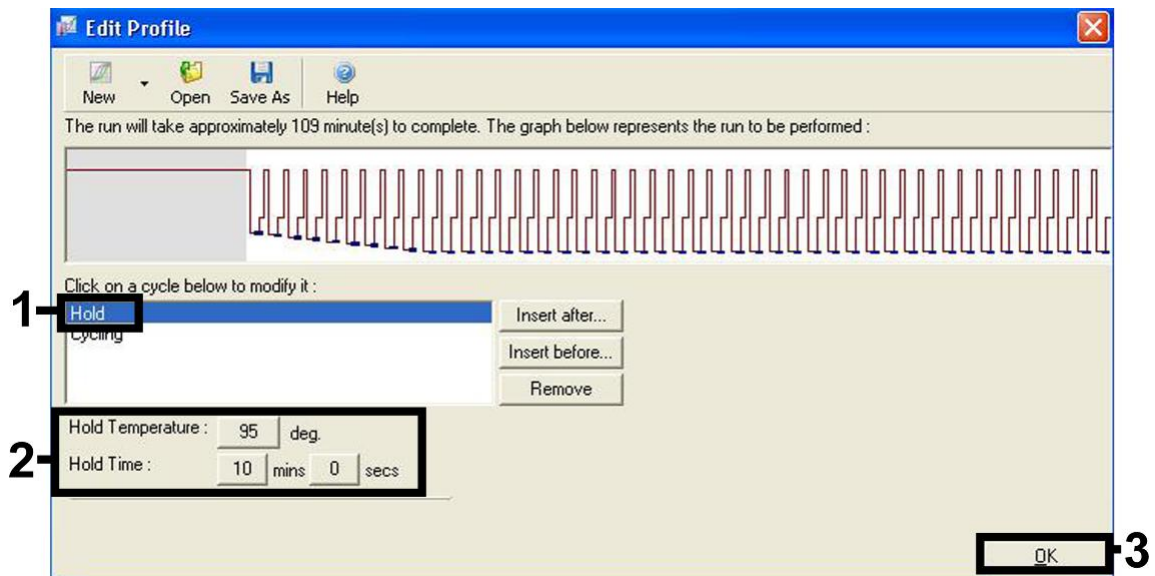 Edit Profile
New Open Save As Help
The run will take approximately 109 minute(s) to complete. The graph below represents the run to be performed :
Click on a cycle below to modify it :
1
Hold
Cycling
Insert after...
Insert before...
Remove
2
Hold Temperature : 95 deg.
Hold Time : 10 mins 0 secs
OK
3